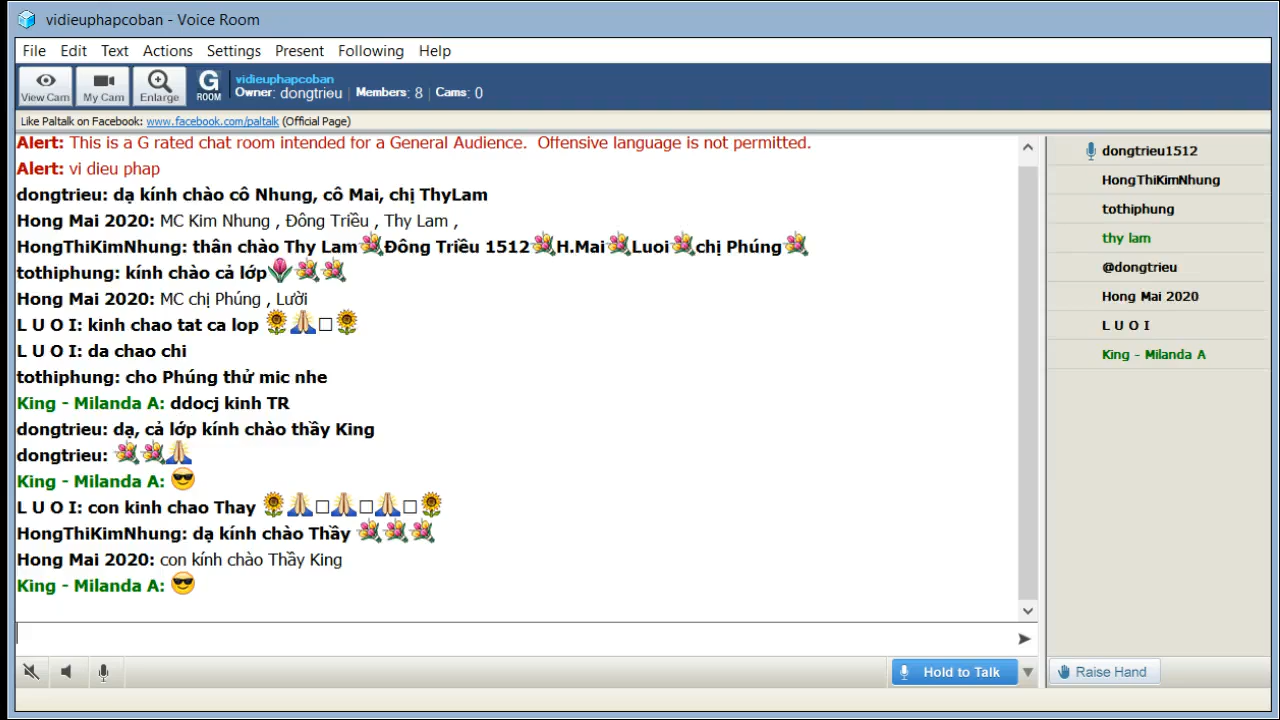 vidieuphapcoban - Voice Room
File Edit Text Actions Settings Present Following Help
View Cam My Cam Enlarge G ROOM vidieuphapcoban
Owner: dongtrieu | Members: 8 | Cams: 0
Like Paltalk on Facebook: www.facebook.com/paltalk (Official Page)
Alert: This is a G rated chat room intended for a General Audience. Offensive language is not permitted.
Alert: vi dieu phap
dongtrieu: dạ kính chào cô Nhung, cô Mai, chị ThyLam
Hong Mai 2020: MC Kim Nhung , Đông Triều , Thy Lam ,
HongThiKimNhung: thân chào Thy Lam Đông Triều 1512 H.Mai Luoi chị Phúng
tothiphung: kính chào cả lớp
Hong Mai 2020: MC chị Phúng , Lười
L U O I: kinh chao tat ca lop
L U O I: da chao chi
tothiphung: cho Phúng thử mic nhe
King - Milanda A: ddocj kinh TR
dongtrieu: dạ, cả lớp kính chào thầy King
dongtrieu:
King - Milanda A:
L U O I: con kinh chao Thay
HongThiKimNhung: dạ kính chào Thầy
Hong Mai 2020: con kính chào Thầy King
King - Milanda A:
dongtrieu1512
HongThiKimNhung
tothiphung
thy lam
@dongtrieu
Hong Mai 2020
L U O I
King - Milanda A
Hold to Talk
Raise Hand